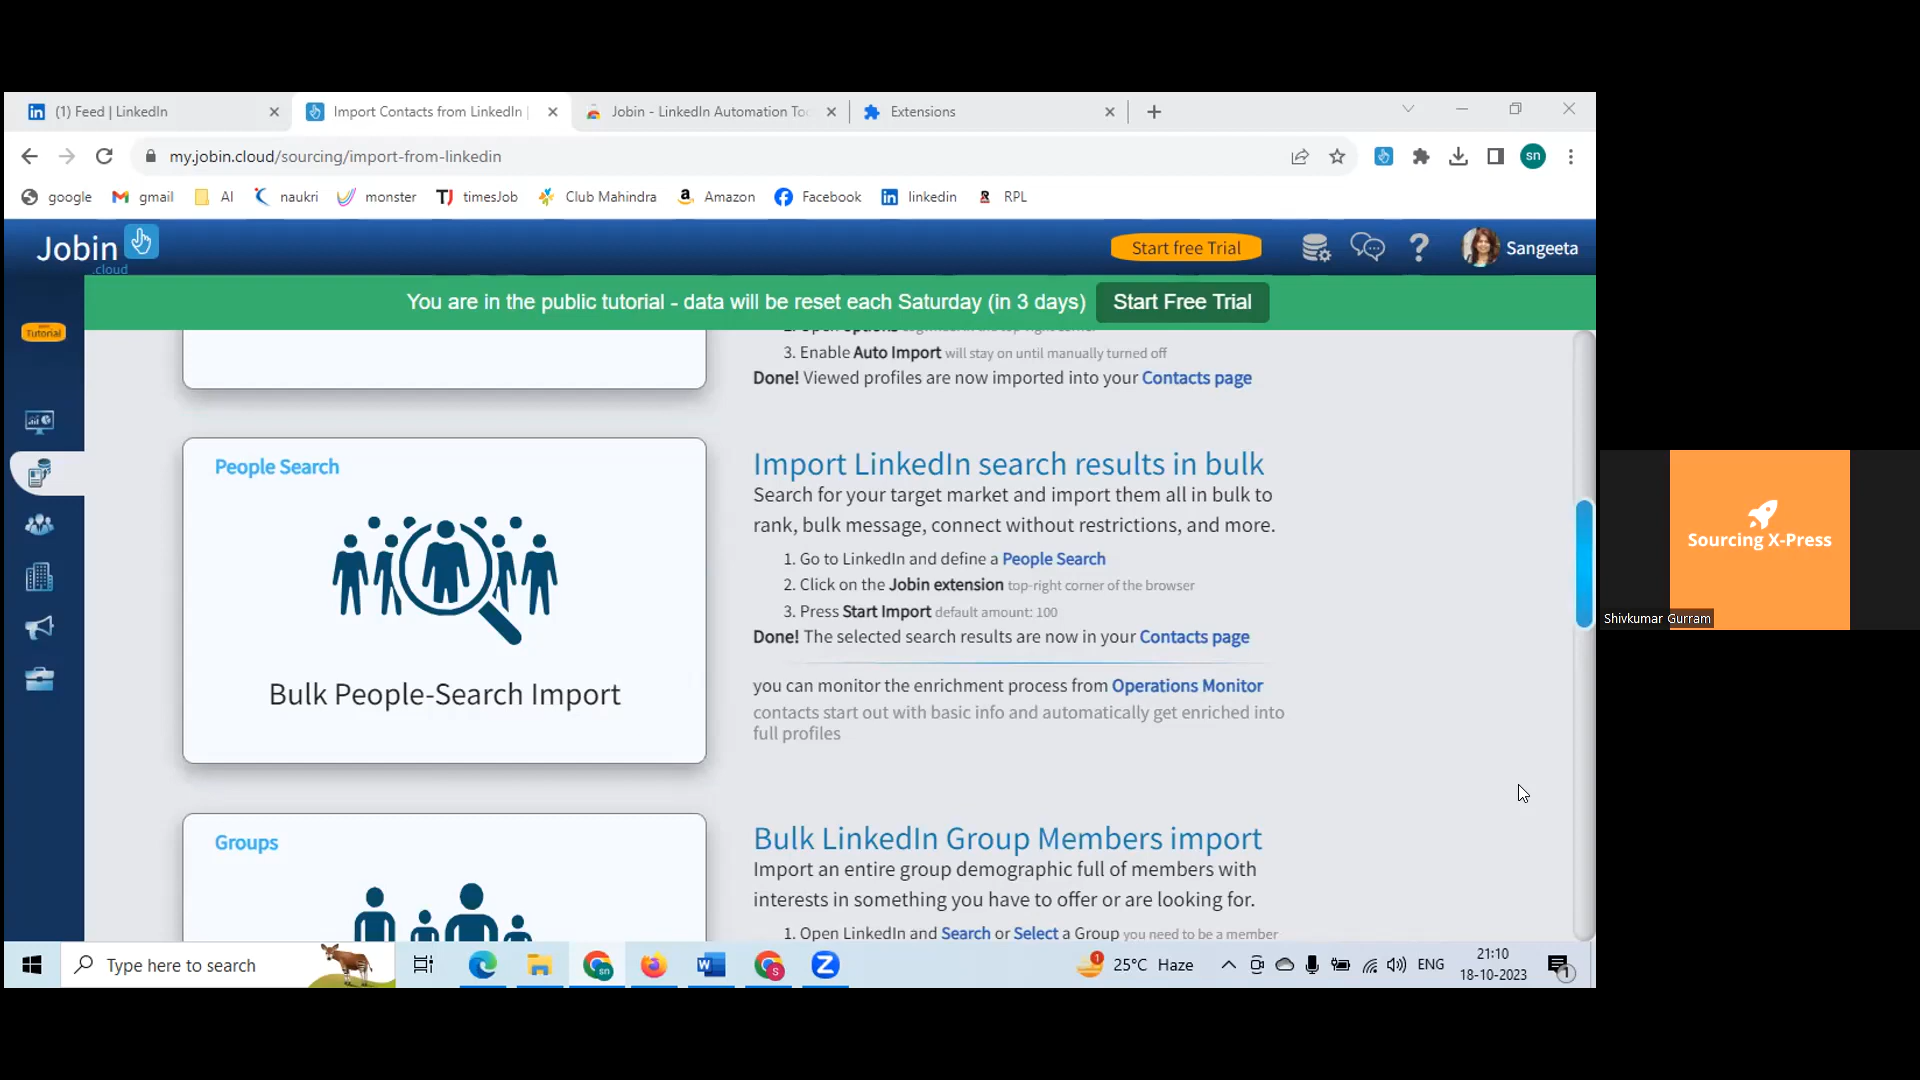 (1) Feed | LinkedIn
Import Contacts from LinkedIn |
Jobin - LinkedIn Automation Too
Extensions
my.jobin.cloud/sourcing/import-from-linkedin
sn
google
gmail
AI
naukri
monster
TJ timesJob
Club Mahindra
Amazon
Facebook
linkedin
RPL
Jobin
.cloud
Start free Trial
?
Sangeeta
You are in the public tutorial - data will be reset each Saturday (in 3 days)
Start Free Trial
Tutorial
3. Enable Auto Import will stay on until manually turned off
Done! Viewed profiles are now imported into your Contacts page
People Search
Bulk People-Search Import
Import LinkedIn search results in bulk
Search for your target market and import them all in bulk to
rank, bulk message, connect without restrictions, and more.
1. Go to LinkedIn and define a People Search
2. Click on the Jobin extension top-right corner of the browser
3. Press Start Import default amount: 100
Done! The selected search results are now in your Contacts page
you can monitor the enrichment process from Operations Monitor
contacts start out with basic info and automatically get enriched into
full profiles
Groups
Bulk LinkedIn Group Members import
Import an entire group demographic full of members with
interests in something you have to offer or are looking for.
1. Open LinkedIn and Search or Select a Group you need to be a member
Sourcing X-Press
Shivkumar Gurram
Type here to search
1
25°C Haze
ENG
21:10
18-10-2023
1